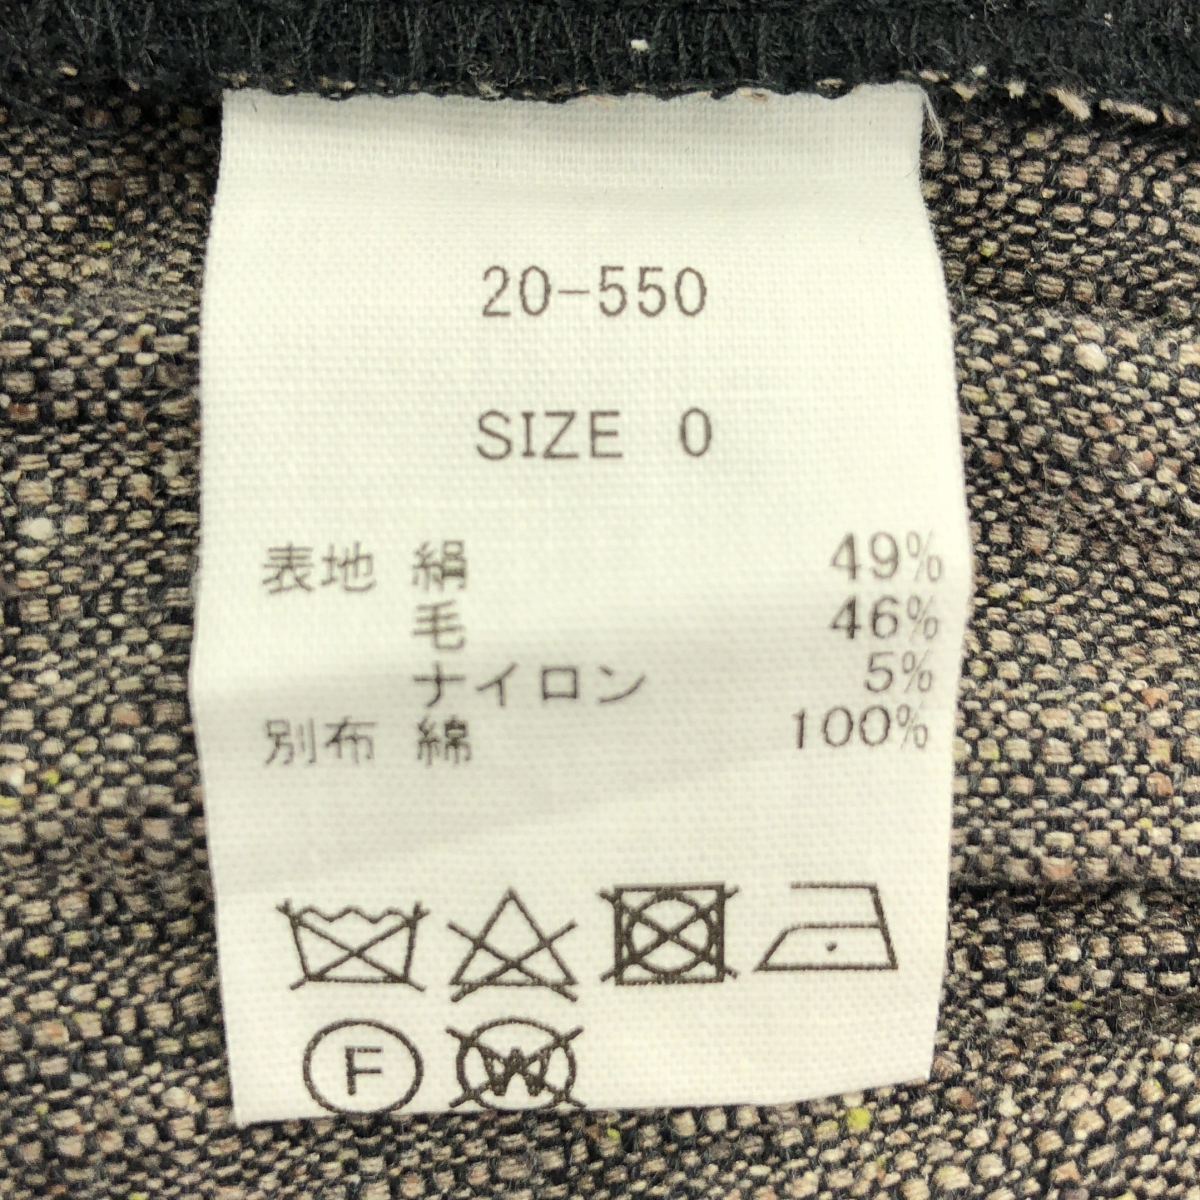 20-550
SIZE 0
表地 絹 49%
毛 46%
ナイロン 5%
別布 綿 100%
F
W